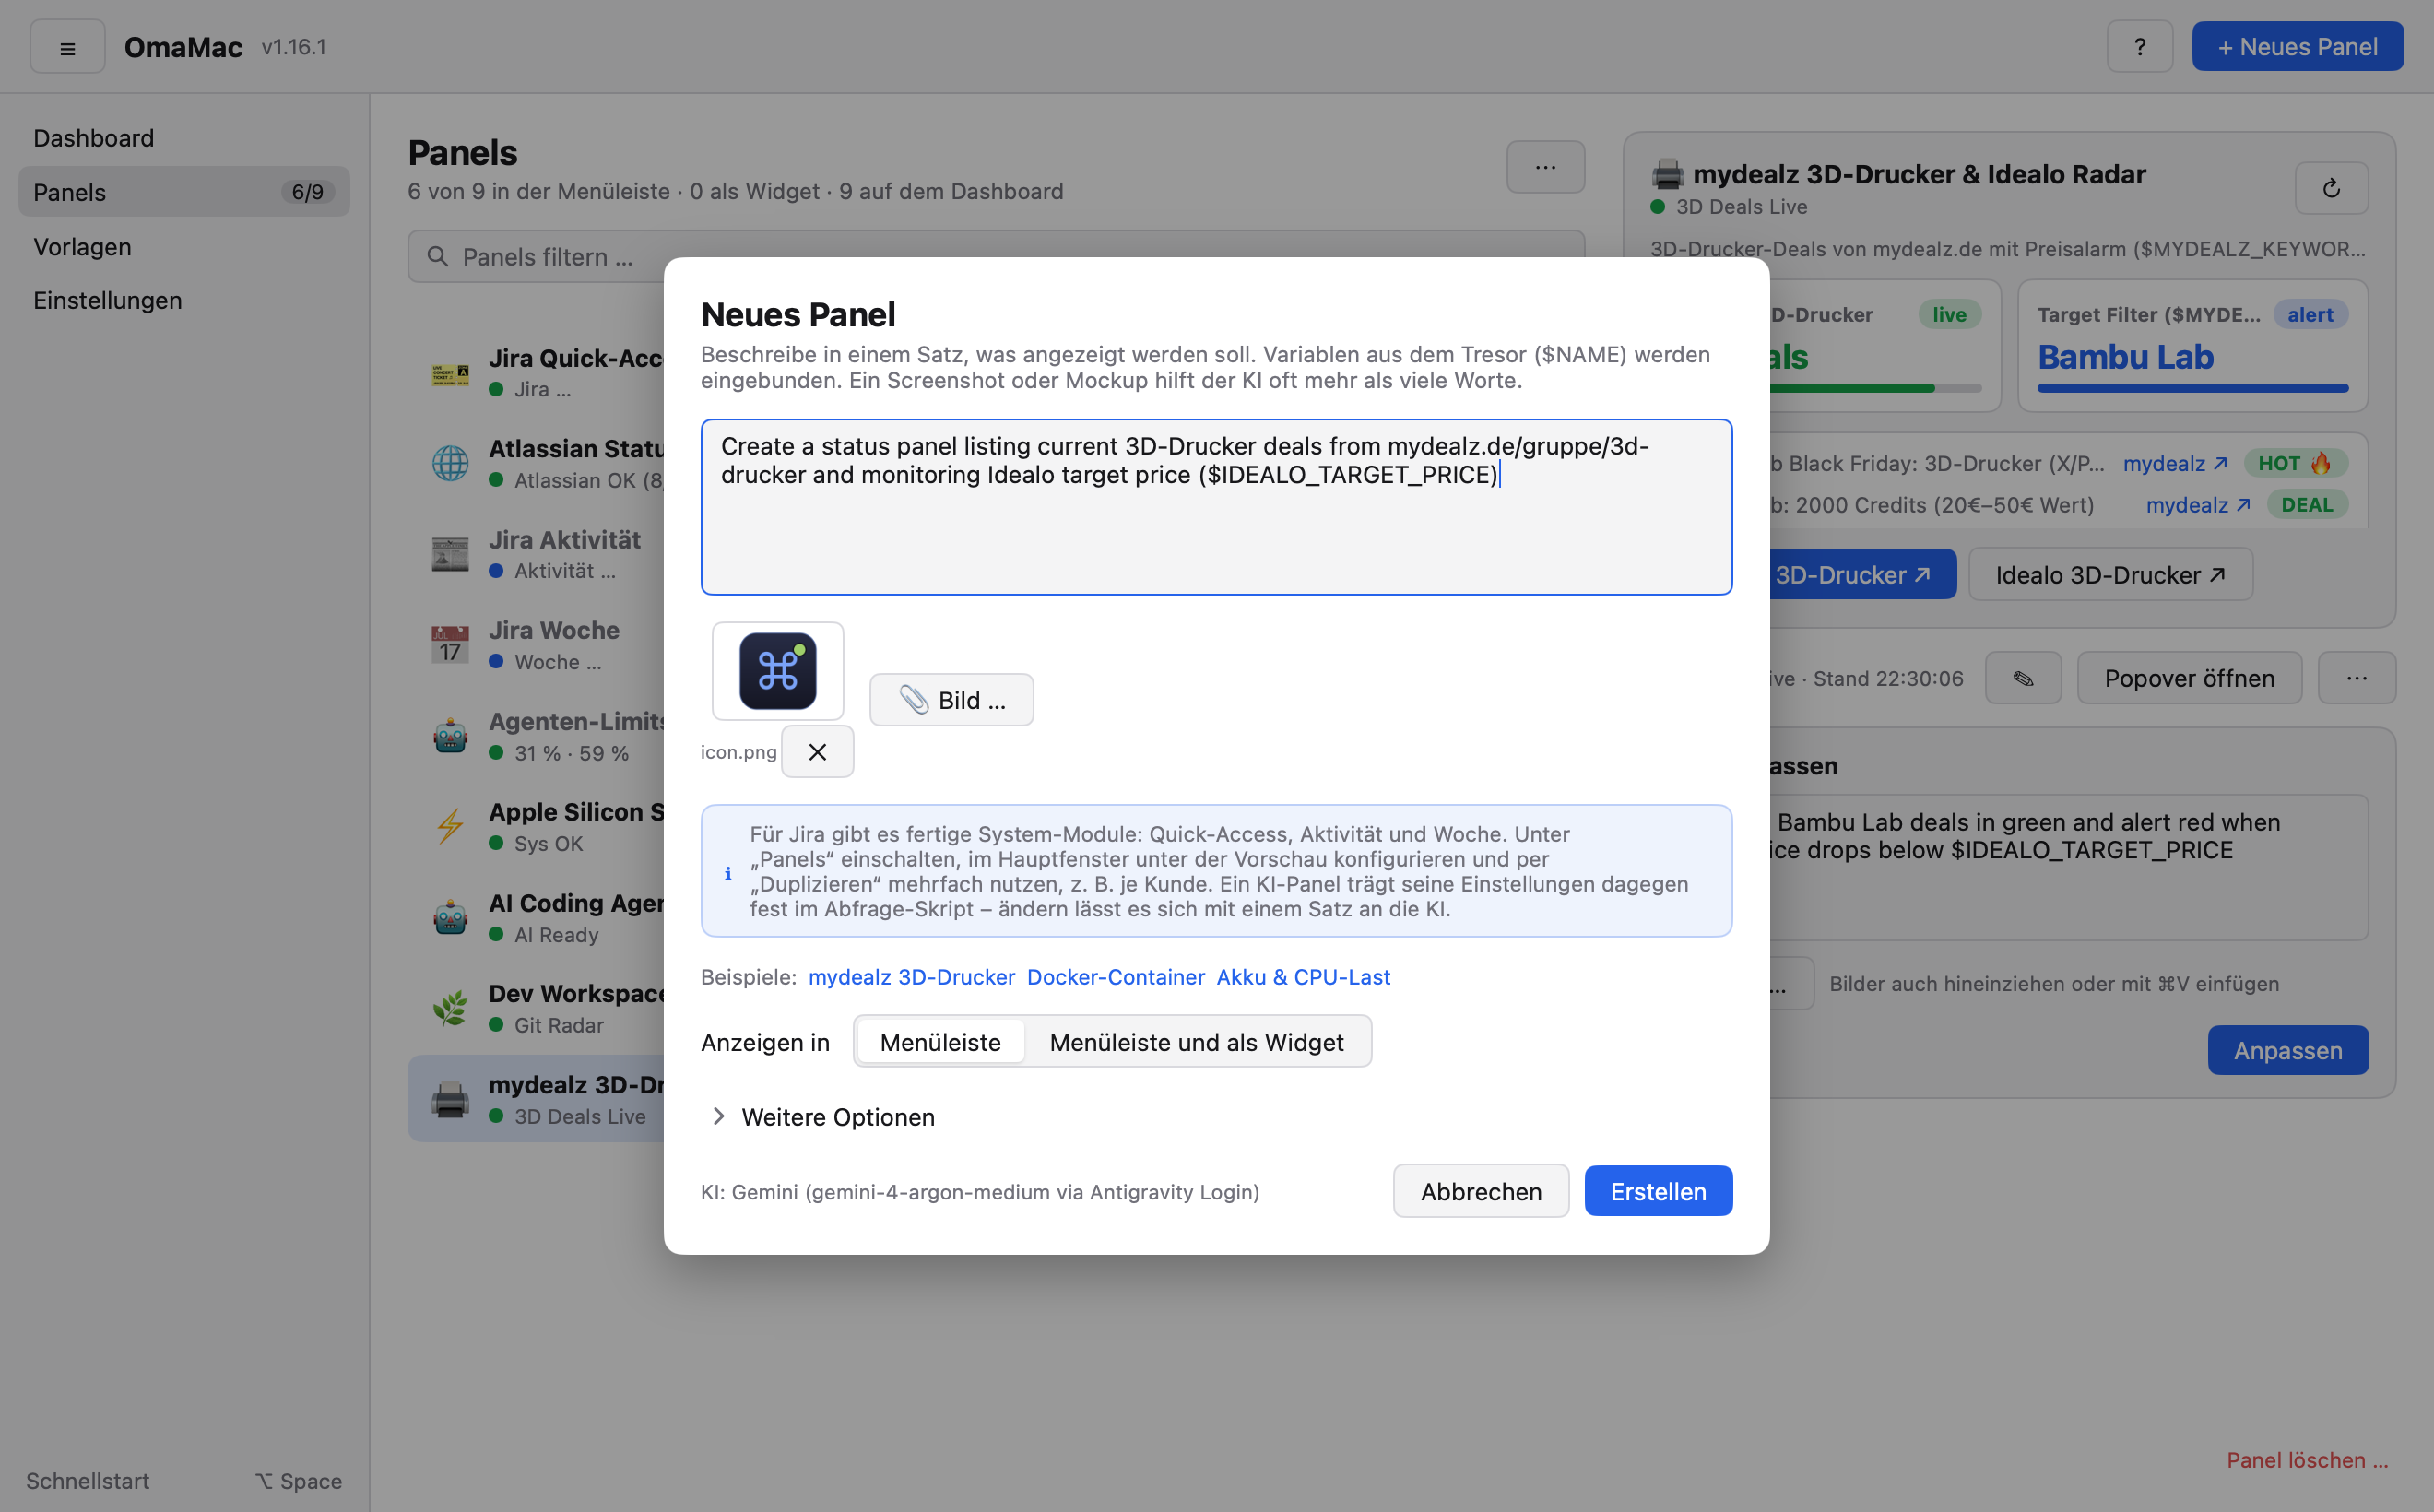 ≡ OmaMac v1.16.1
? + Neues Panel
Dashboard
Panels 6/9
Vorlagen
Einstellungen
Schnellstart ⌥ Space
Panels
6 von 9 in der Menüleiste · 0 als Widget · 9 auf dem Dashboard
...
Panels filtern ...
Jira Quick-Acc
Jira ...
Atlassian Statu
Atlassian OK (8/
Jira Aktivität
Aktivität ...
JUL 17
Jira Woche
Woche ...
Agenten-Limits
31 % · 59 %
Apple Silicon S
Sys OK
AI Coding Agen
AI Ready
Dev Workspace
Git Radar
mydealz 3D-Dr
3D Deals Live
Neues Panel
Beschreibe in einem Satz, was angezeigt werden soll. Variablen aus dem Tresor ($NAME) werden
eingebunden. Ein Screenshot oder Mockup hilft der KI oft mehr als viele Worte.
Create a status panel listing current 3D-Drucker deals from mydealz.de/gruppe/3d-
drucker and monitoring Idealo target price ($IDEALO_TARGET_PRICE)
Bild ...
icon.png
Für Jira gibt es fertige System-Module: Quick-Access, Aktivität und Woche. Unter
„Panels“ einschalten, im Hauptfenster unter der Vorschau konfigurieren und per
„Duplizieren“ mehrfach nutzen, z. B. je Kunde. Ein KI-Panel trägt seine Einstellungen dagegen
fest im Abfrage-Skript – ändern lässt es sich mit einem Satz an die KI.
Beispiele: mydealz 3D-Drucker Docker-Container Akku & CPU-Last
Anzeigen in Menüleiste Menüleiste und als Widget
Weitere Optionen
KI: Gemini (gemini-4-argon-medium via Antigravity Login)
Abbrechen Erstellen
mydealz 3D-Drucker & Idealo Radar
3D Deals Live
3D-Drucker-Deals von mydealz.de mit Preisalarm ($MYDEALZ_KEYWOR...
D-Drucker live
als
Target Filter ($MYDE... alert
Bambu Lab
b Black Friday: 3D-Drucker (X/P... mydealz ↗ HOT 🔥
b: 2000 Credits (20€–50€ Wert) mydealz ↗ DEAL
3D-Drucker ↗ Idealo 3D-Drucker ↗
ive · Stand 22:30:06 Popover öffnen ...
assen
Bambu Lab deals in green and alert red when
ice drops below $IDEALO_TARGET_PRICE
... Bilder auch hineinziehen oder mit ⌘V einfügen
Anpassen
Panel löschen ...